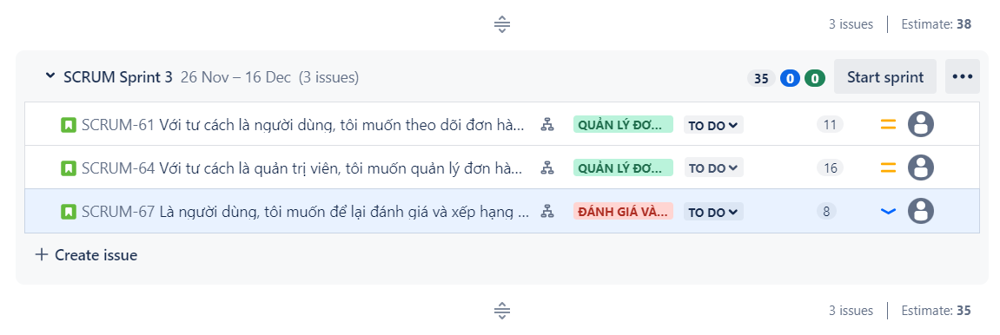 3 issues Estimate: 38
SCRUM Sprint 3 26 Nov – 16 Dec (3 issues) 35 0 0 Start sprint
SCRUM-61 Với tư cách là người dùng, tôi muốn theo dõi đơn hà... QUẢN LÝ ĐƠ... TO DO 11
SCRUM-64 Với tư cách là quản trị viên, tôi muốn quản lý đơn hà... QUẢN LÝ ĐƠ... TO DO 16
SCRUM-67 Là người dùng, tôi muốn để lại đánh giá và xếp hạng ... ĐÁNH GIÁ VÀ... TO DO 8
Create issue
3 issues Estimate: 35